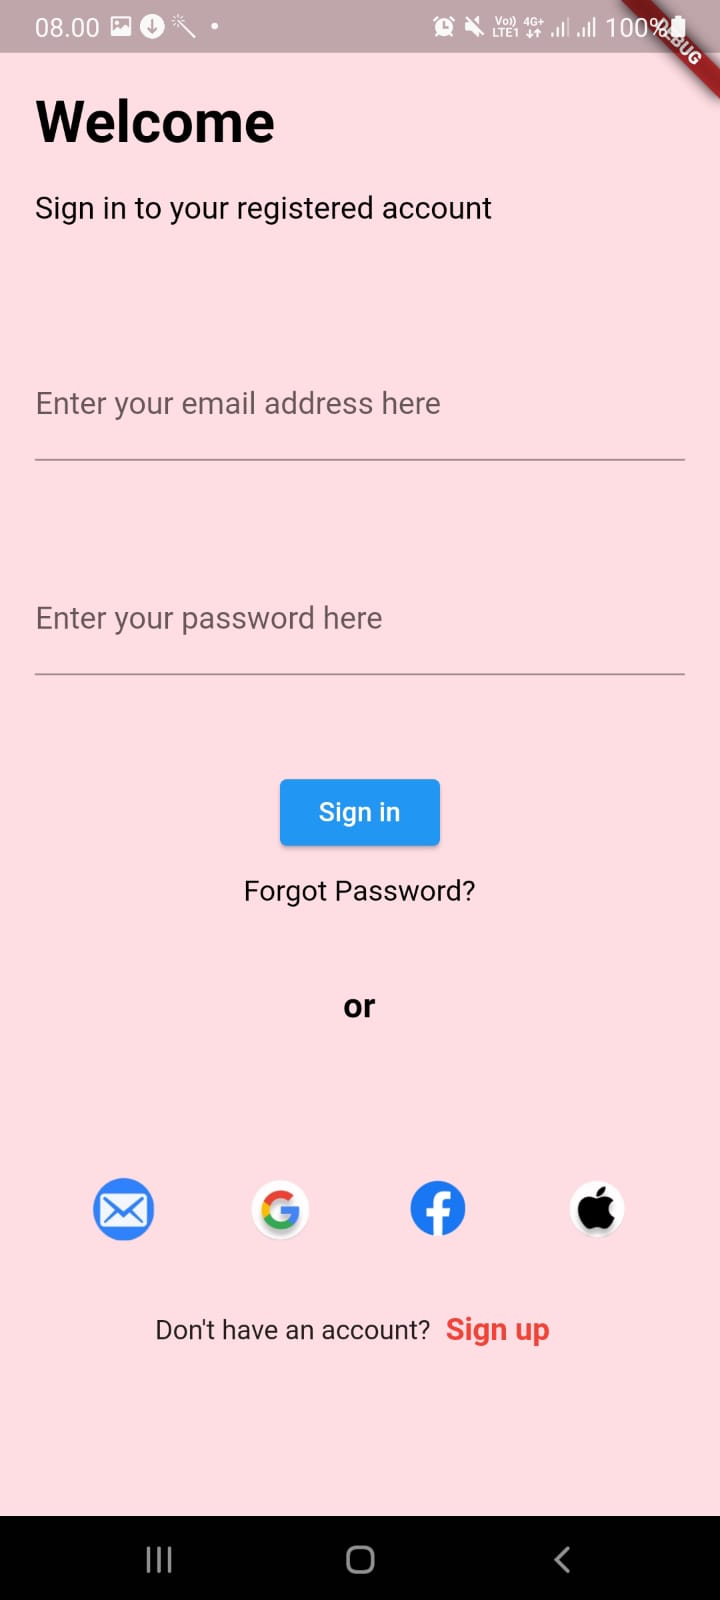 08.00
Vo) 4G+
LTE1
100%
DEBUG
Welcome
Sign in to your registered account
Enter your email address here
Enter your password here
Sign in
Forgot Password?
or
G
f
Don't have an account? Sign up